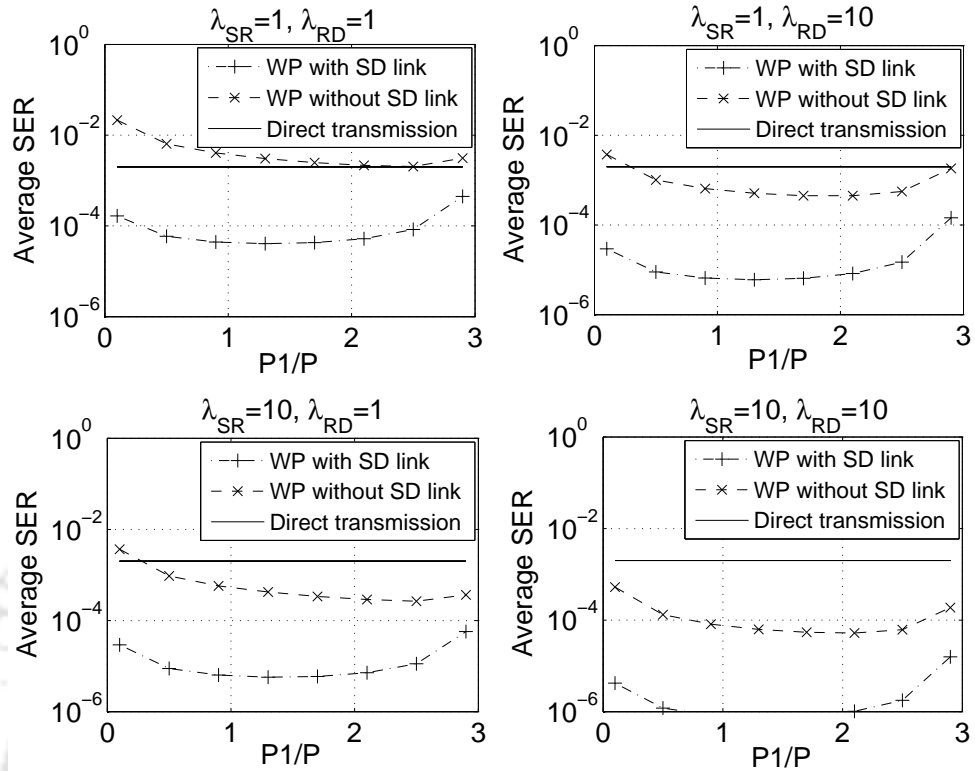 λSR=1, λRD=1
10^0
10^−2
10^−4
10^−6
Average SER
WP with SD link
WP without SD link
Direct transmission
0 1 2 3
P1/P
λSR=1, λRD=10
10^0
10^−2
10^−4
10^−6
Average SER
WP with SD link
WP without SD link
Direct transmission
0 1 2 3
P1/P
λSR=10, λRD=1
10^0
10^−2
10^−4
10^−6
Average SER
WP with SD link
WP without SD link
Direct transmission
0 1 2 3
P1/P
λSR=10, λRD=10
10^0
10^−2
10^−4
10^−6
Average SER
WP with SD link
WP without SD link
Direct transmission
0 1 2 3
P1/P